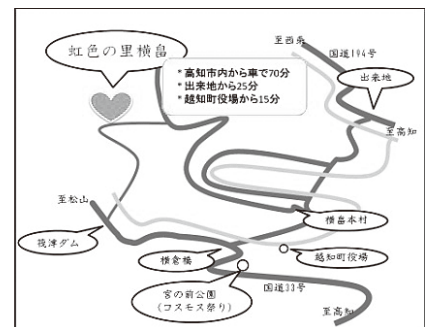 至西条
国道194号
虹色の里横畠
*高知市内から車で70分
*出来地から25分
*越知町役場から15分
出来地
至高知
至松山
横畠本村
筏津ダム
横倉橋
越知町役場
宮の前公園
(コスモス祭り)
国道33号
至高知